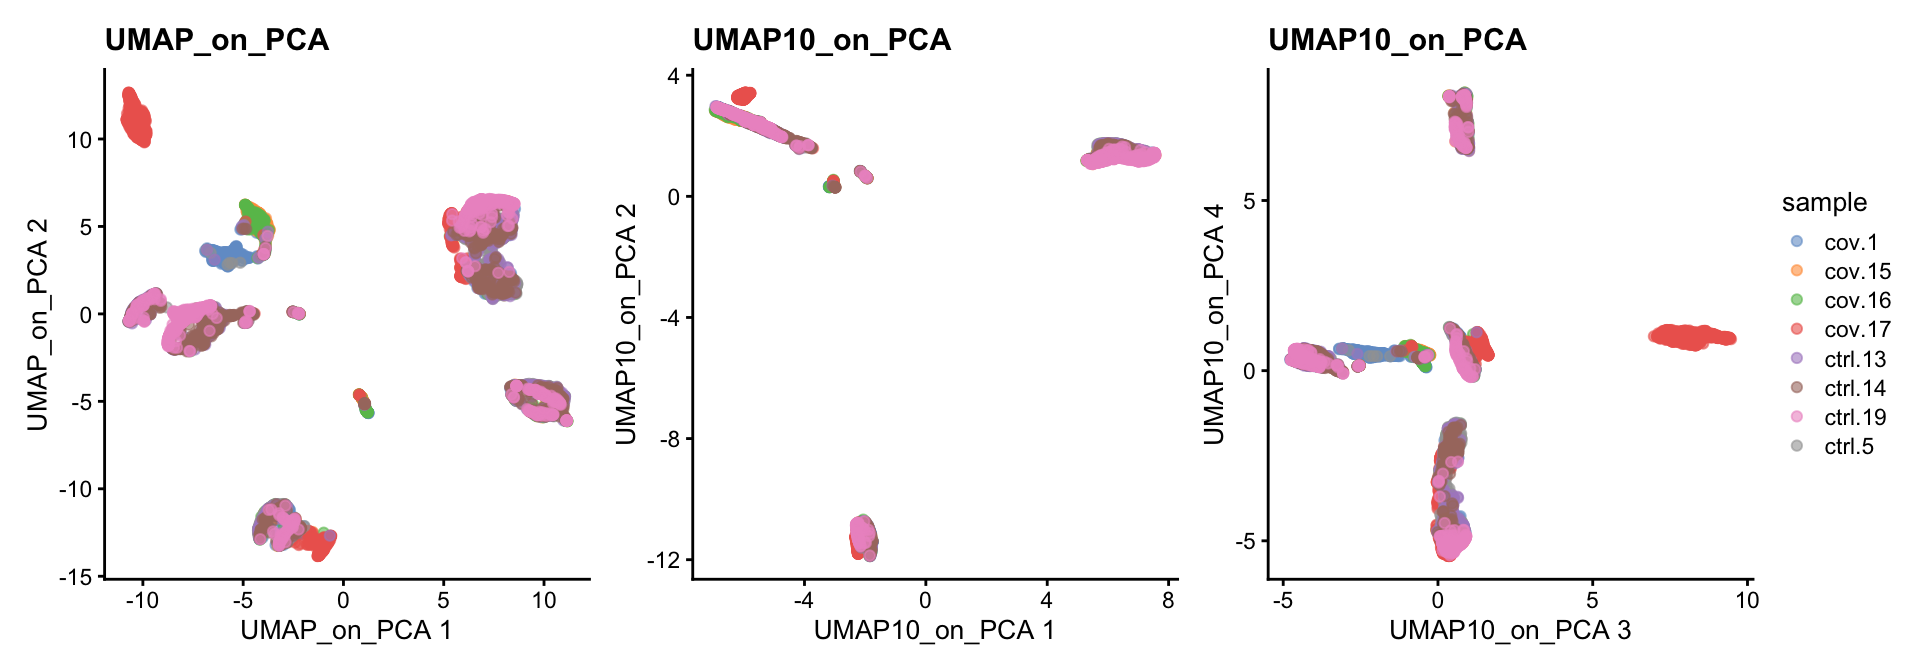 UMAP_on_PCA
UMAP_on_PCA 2
10
5
0
-5
-10
-15
-10
-5
0
5
10
UMAP_on_PCA 1
UMAP10_on_PCA
UMAP10_on_PCA 2
4
0
-4
-8
-12
-4
0
4
8
UMAP10_on_PCA 1
UMAP10_on_PCA
UMAP10_on_PCA 4
5
0
-5
-5
0
5
10
UMAP10_on_PCA 3
sample
cov.1
cov.15
cov.16
cov.17
ctrl.13
ctrl.14
ctrl.19
ctrl.5